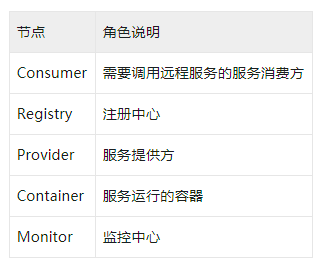 节点 角色说明
Consumer 需要调用远程服务的服务消费方
Registry 注册中心
Provider 服务提供方
Container 服务运行的容器
Monitor 监控中心